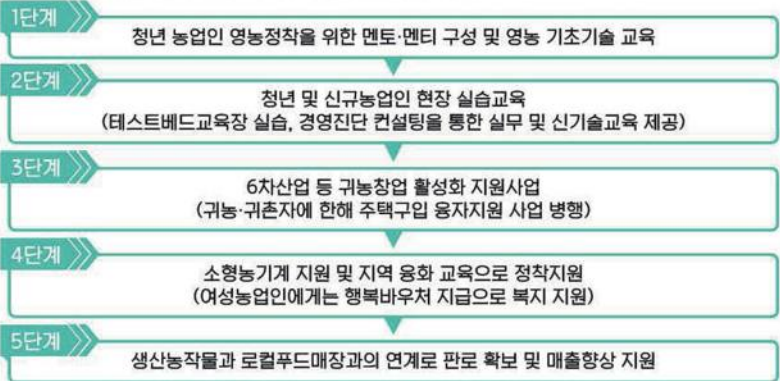 1단계
청년 농업인 영농정착을 위한 멘토·멘티 구성 및 영농 기초기술 교육
2단계
청년 및 신규농업인 현장 실습교육
(테스트베드교육장 실습, 경영진단 컨설팅을 통한 실무 및 신기술교육 제공)
3단계
6차산업 등 귀농창업 활성화 지원사업
(귀농·귀촌자에 한해 주택구입 융자지원 사업 병행)
4단계
소형농기계 지원 및 지역 융화 교육으로 정착지원
(여성농업인에게는 행복바우처 지급으로 복지 지원)
5단계
생산농작물과 로컬푸드매장과의 연계로 판로 확보 및 매출향상 지원